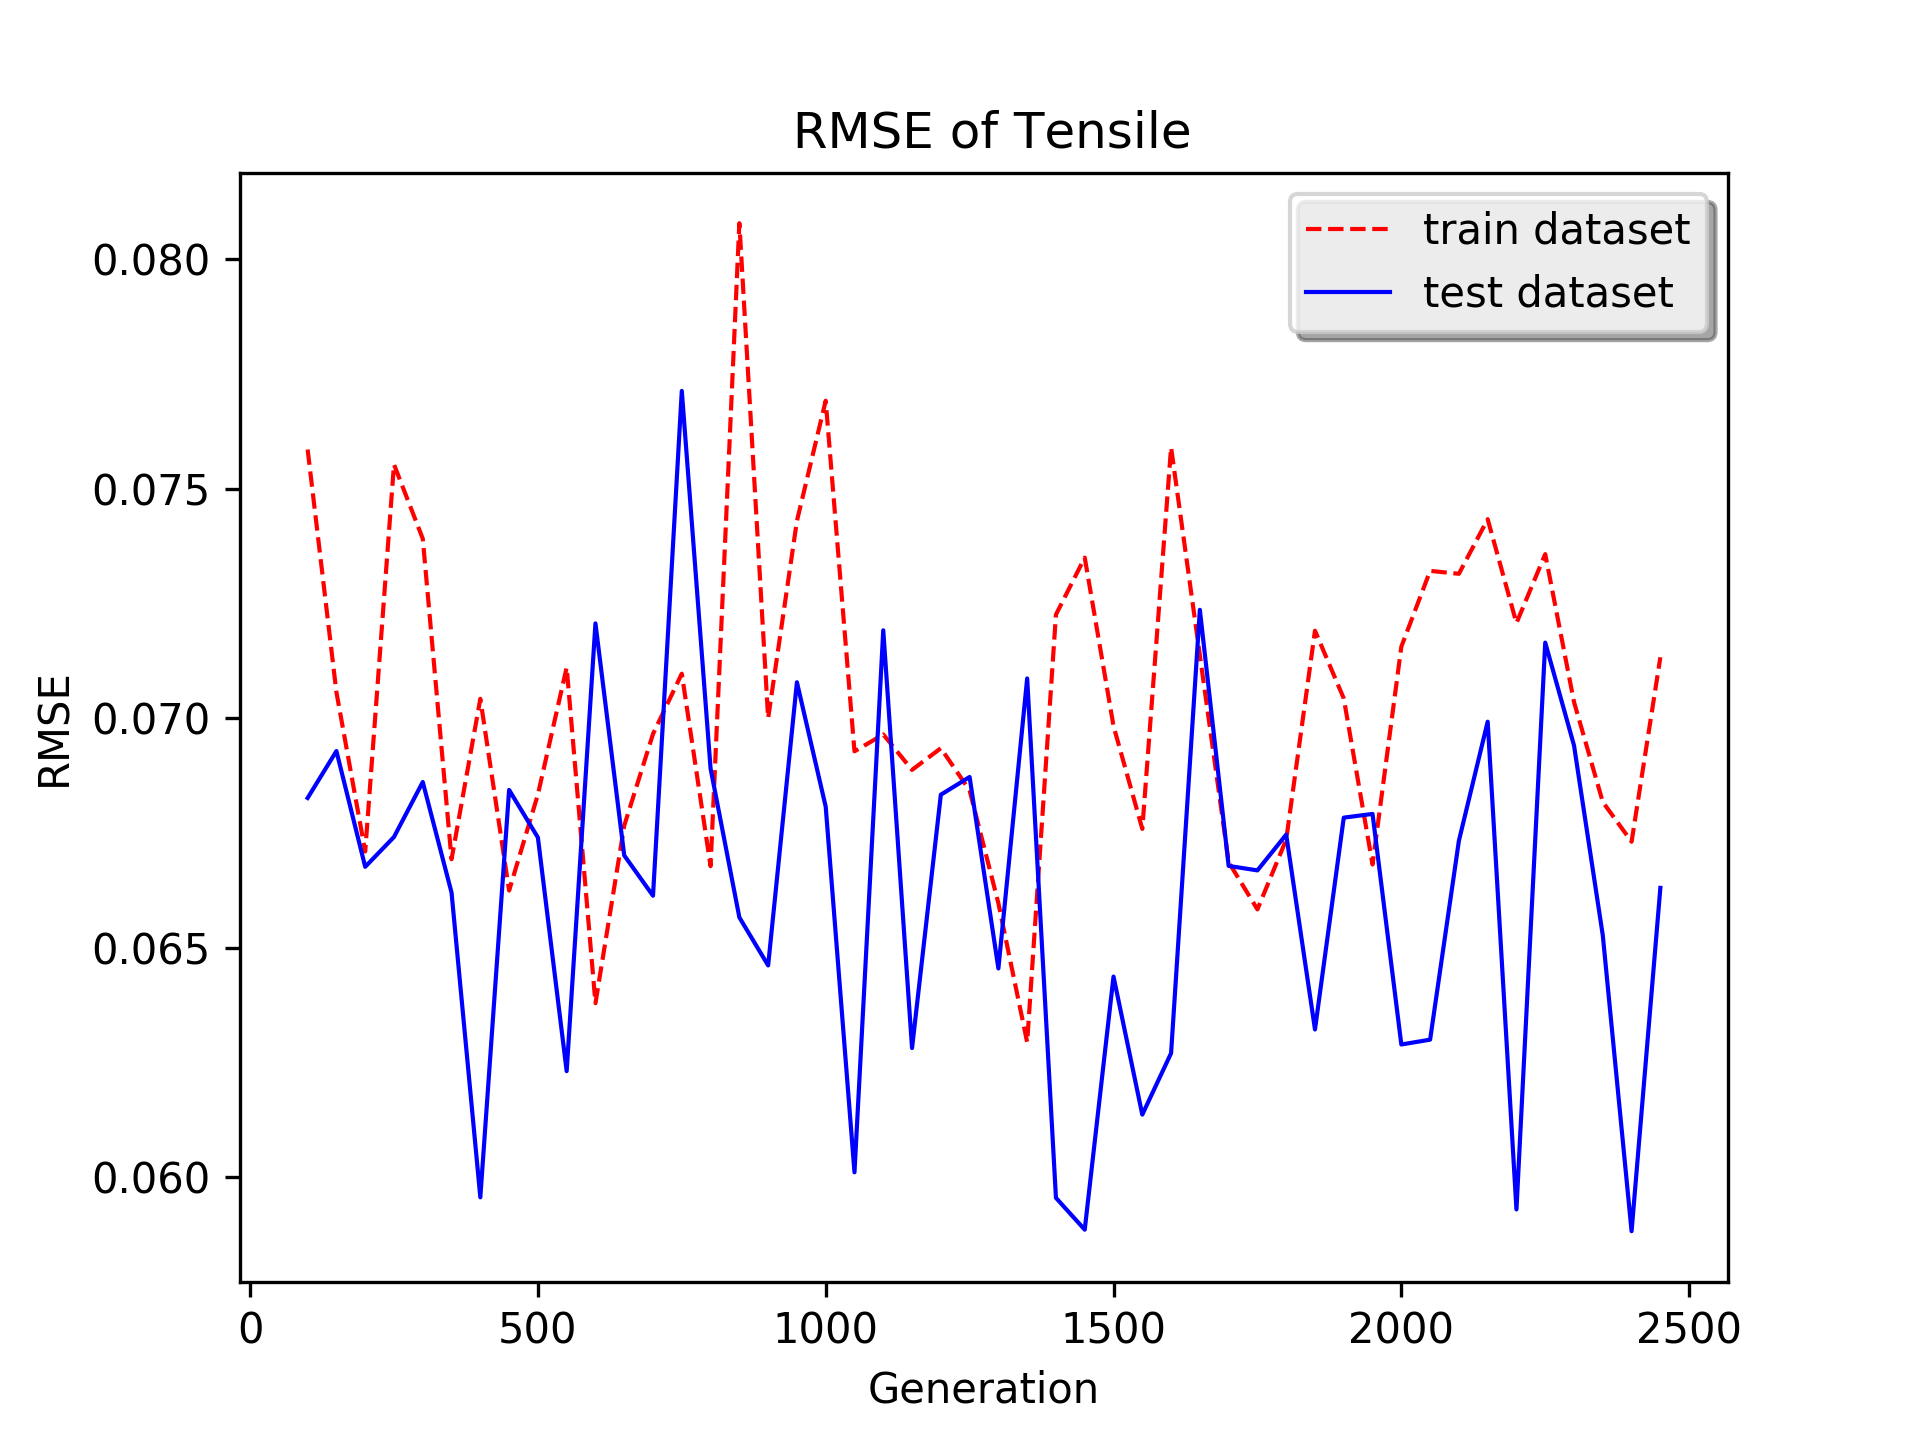 RMSE of Tensile
train dataset
test dataset
0.080
0.075
0.070
0.065
0.060
RMSE
0
500
1000
1500
2000
2500
Generation